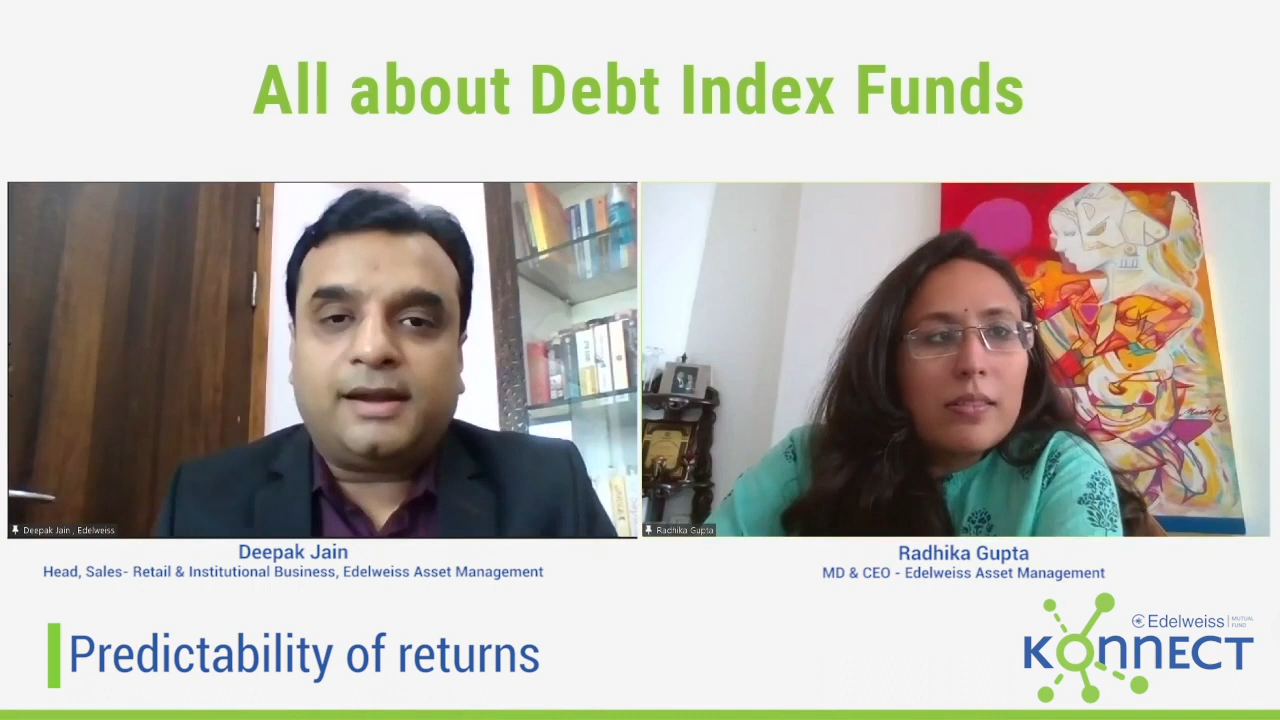 All about Debt Index Funds
Deepak Jain , Edelweiss
Radhika Gupta
Deepak Jain
Head, Sales- Retail & Institutional Business, Edelweiss Asset Management
Radhika Gupta
MD & CEO - Edelweiss Asset Management
Predictability of returns
Edelweiss MUTUAL FUND
KONNECT